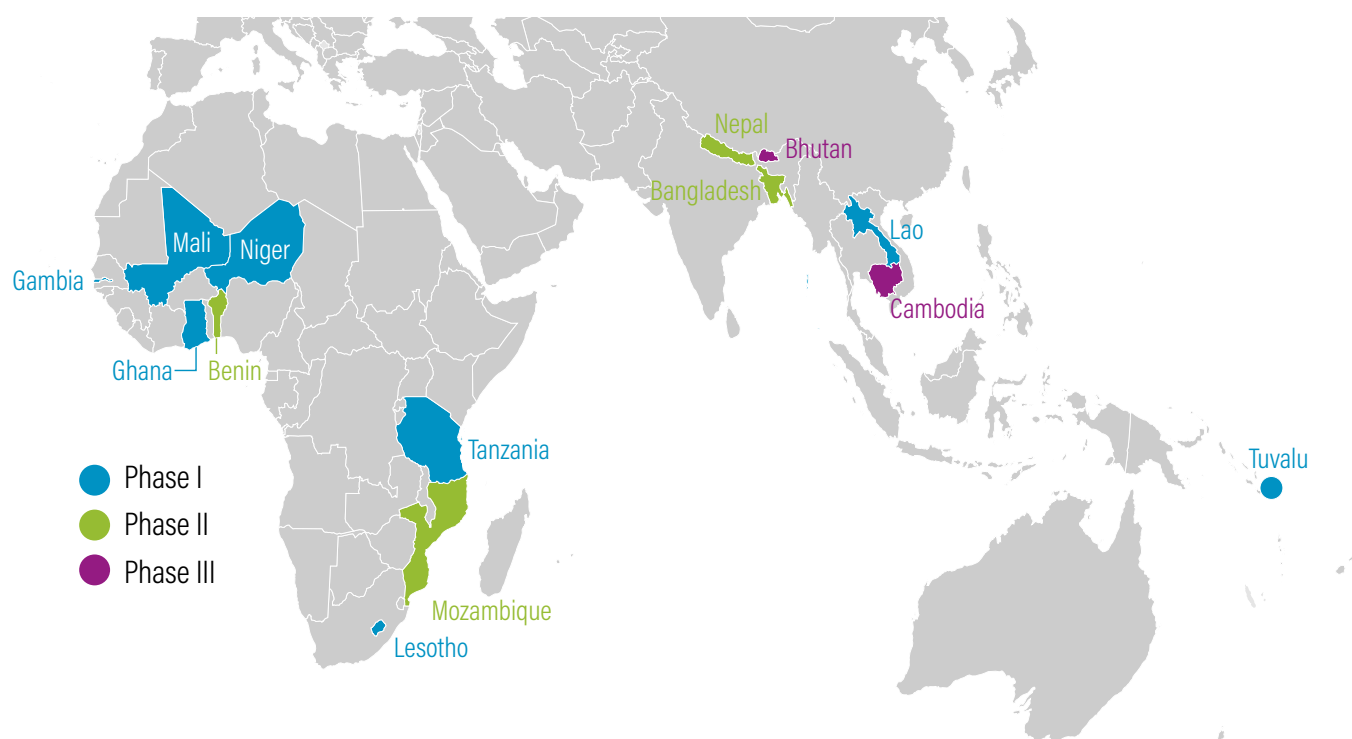 Nepal
Bhutan
Bangladesh
Mali
Niger
Lao
Gambia
Cambodia
Ghana
Benin
Tanzania
Tuvalu
Phase I
Phase II
Phase III
Mozambique
Lesotho